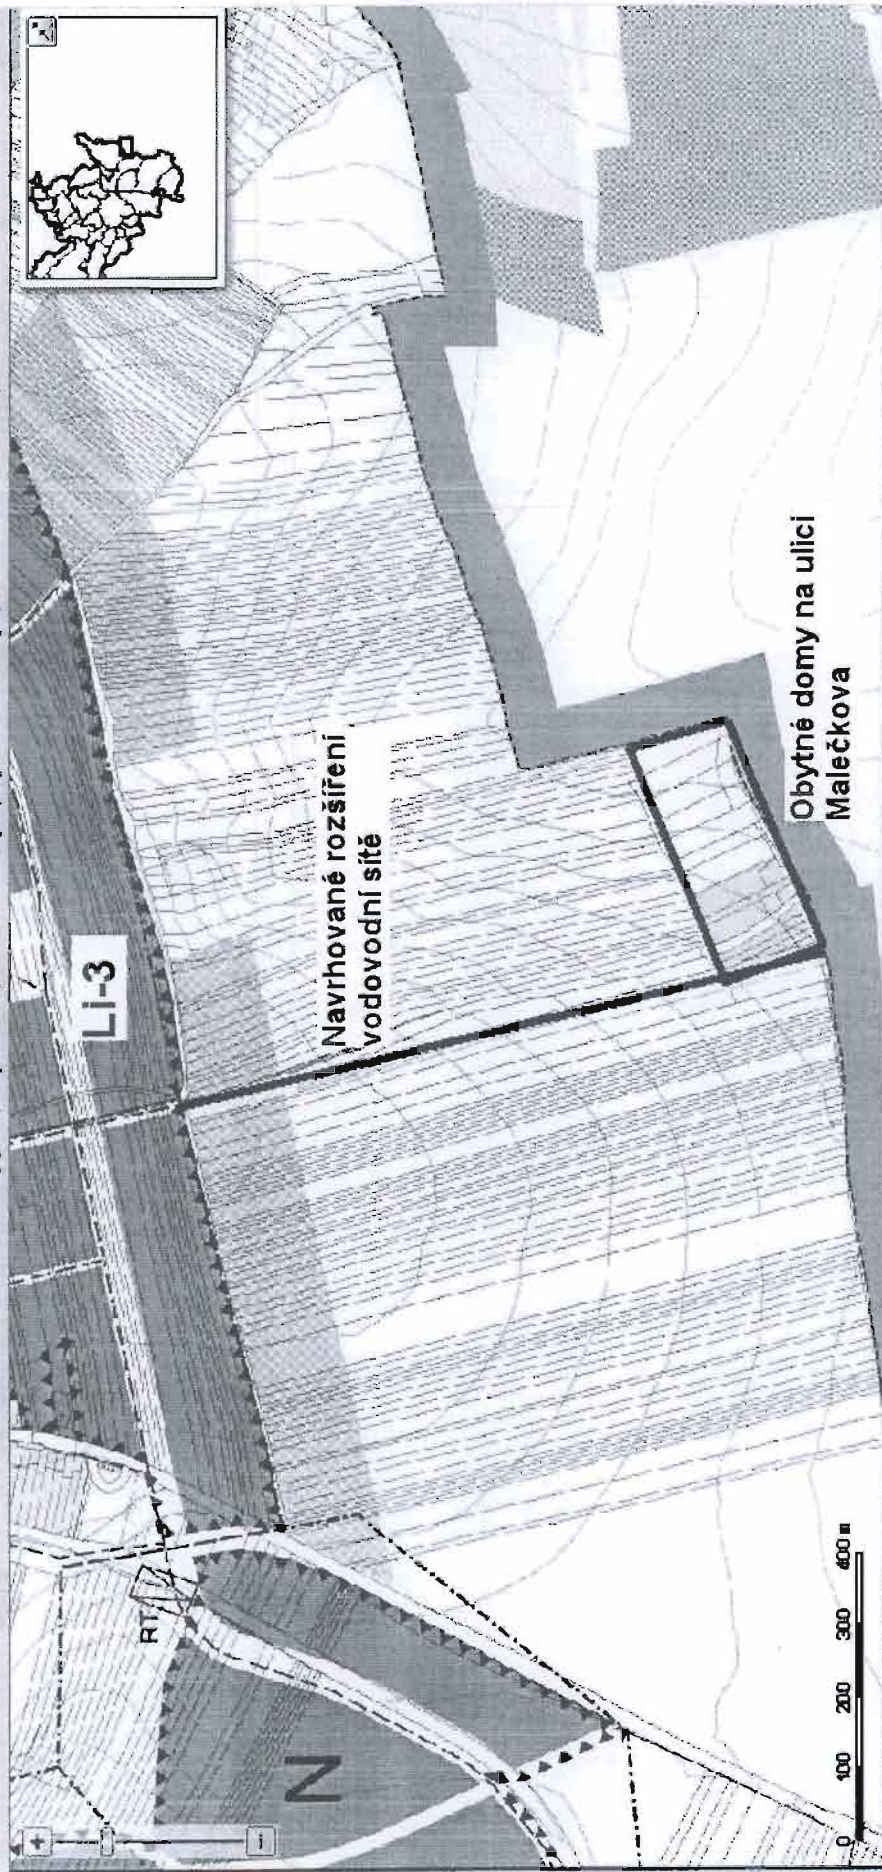 Li-3
Navrhované rozšíření
vodovodní sítě
Obytné domy na ulici
Malečkova
RT
N
0 100 200 300 400 m